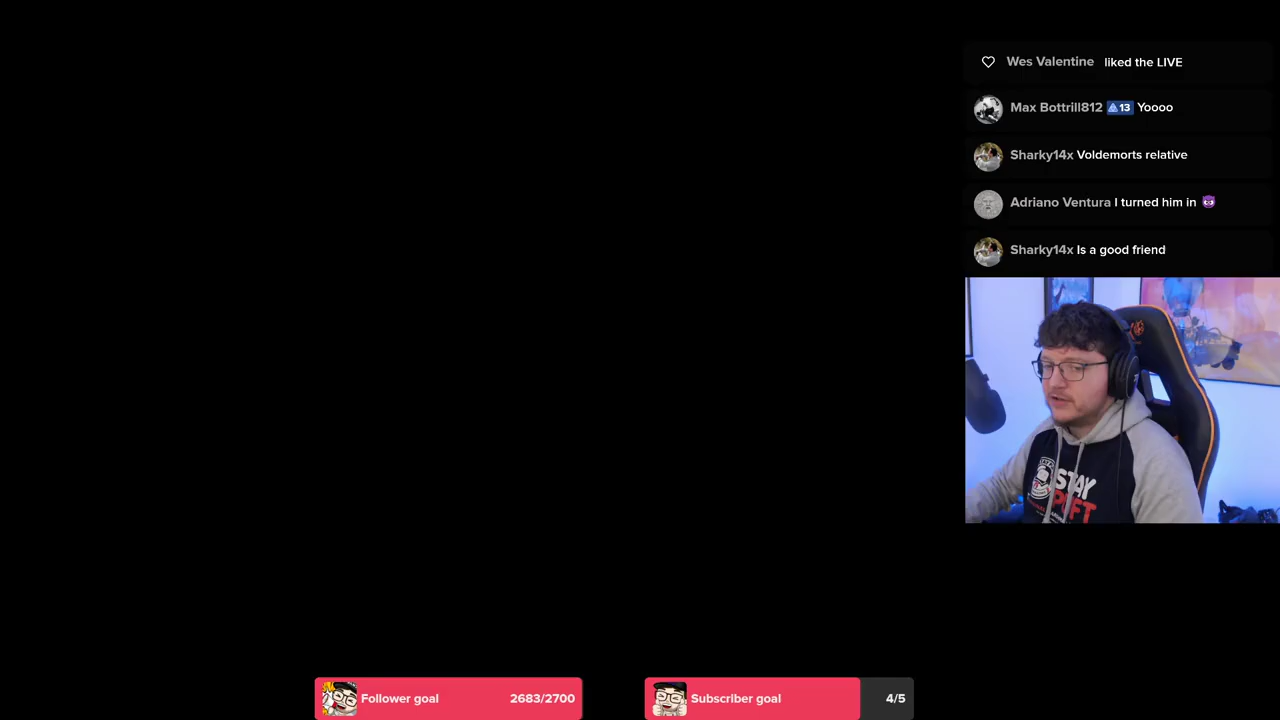 Wes Valentine liked the LIVE
Max Bottrill812 13 Yoooo
Sharky14x Voldemorts relative
Adriano Ventura I turned him in 😈
Sharky14x Is a good friend
STAY
Follower goal 2683/2700
Subscriber goal 4/5